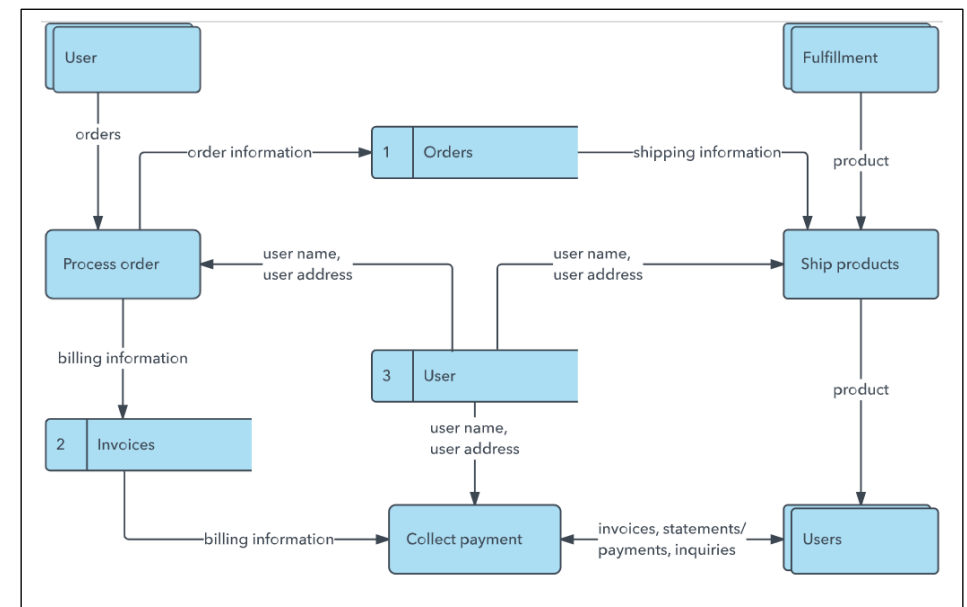 User
Fulfillment
orders
order information
1 Orders
shipping information
product
Process order
user name,
user address
user name,
user address
Ship products
billing information
3 User
product
2 Invoices
user name,
user address
billing information
Collect payment
invoices, statements/
payments, inquiries
Users